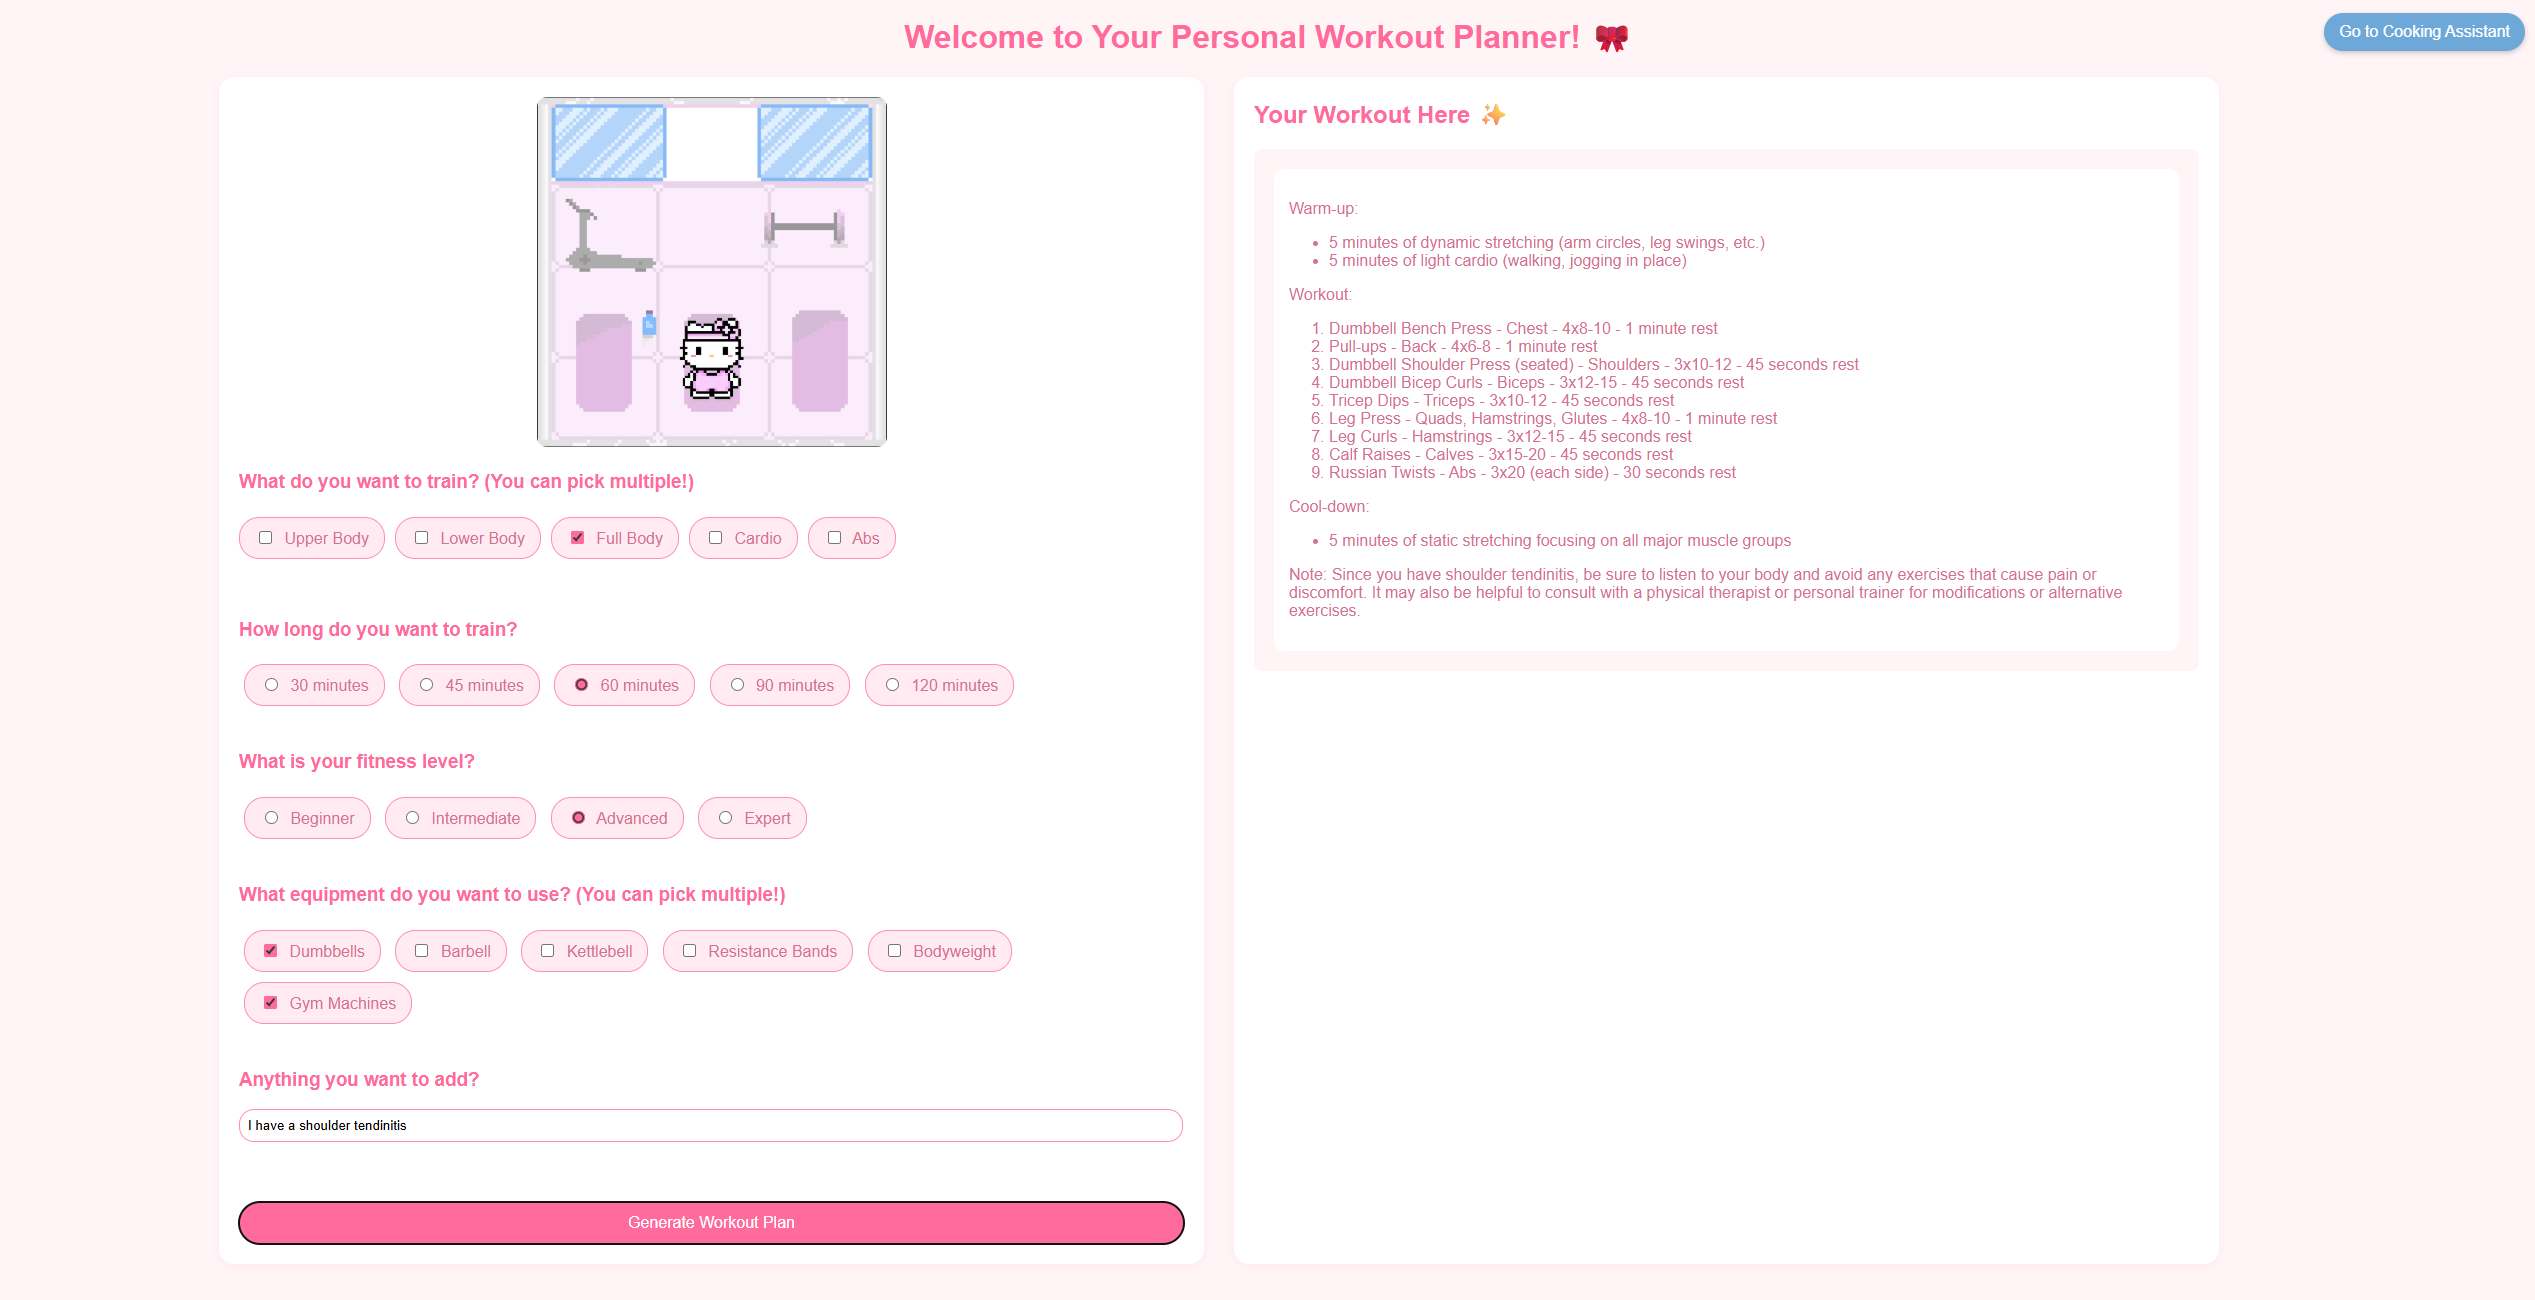 Welcome to Your Personal Workout Planner! 🎀
Go to Cooking Assistant
What do you want to train? (You can pick multiple!)
Upper Body Lower Body Full Body Cardio Abs
How long do you want to train?
30 minutes 45 minutes 60 minutes 90 minutes 120 minutes
What is your fitness level?
Beginner Intermediate Advanced Expert
What equipment do you want to use? (You can pick multiple!)
Dumbbells Barbell Kettlebell Resistance Bands Bodyweight
Gym Machines
Anything you want to add?
I have a shoulder tendinitis
Generate Workout Plan
Your Workout Here ✨
Warm-up:
• 5 minutes of dynamic stretching (arm circles, leg swings, etc.)
• 5 minutes of light cardio (walking, jogging in place)
Workout:
1. Dumbbell Bench Press - Chest - 4x8-10 - 1 minute rest
2. Pull-ups - Back - 4x6-8 - 1 minute rest
3. Dumbbell Shoulder Press (seated) - Shoulders - 3x10-12 - 45 seconds rest
4. Dumbbell Bicep Curls - Biceps - 3x12-15 - 45 seconds rest
5. Tricep Dips - Triceps - 3x10-12 - 45 seconds rest
6. Leg Press - Quads, Hamstrings, Glutes - 4x8-10 - 1 minute rest
7. Leg Curls - Hamstrings - 3x12-15 - 45 seconds rest
8. Calf Raises - Calves - 3x15-20 - 45 seconds rest
9. Russian Twists - Abs - 3x20 (each side) - 30 seconds rest
Cool-down:
• 5 minutes of static stretching focusing on all major muscle groups
Note: Since you have shoulder tendinitis, be sure to listen to your body and avoid any exercises that cause pain or
discomfort. It may also be helpful to consult with a physical therapist or personal trainer for modifications or alternative
exercises.